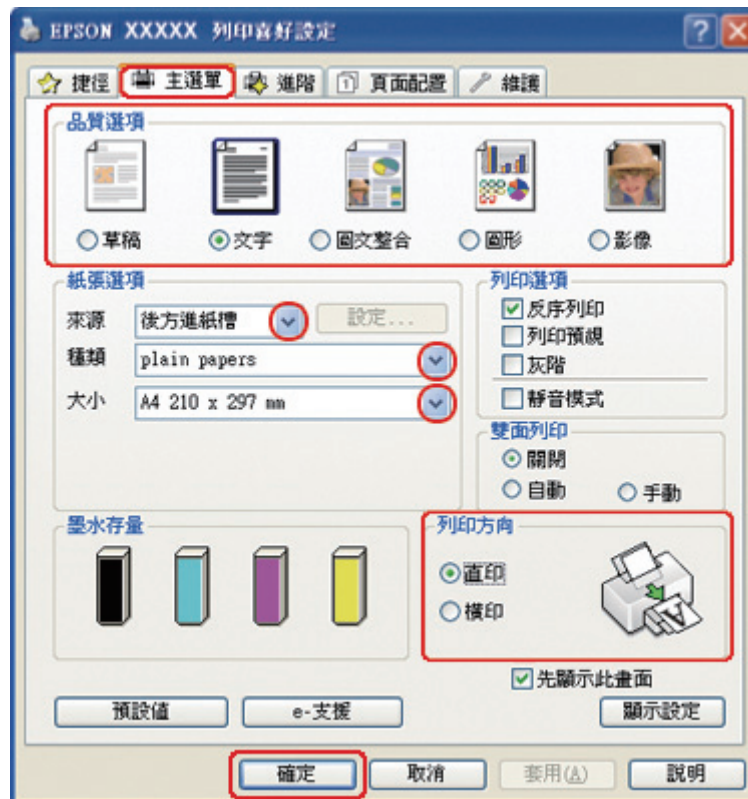 EPSON XXXXX 列印喜好設定
捷徑 主選單 進階 頁面配置 維護
品質選項
草稿 文字 圖文整合 圖形 影像
紙張選項
來源 後方進紙槽 設定...
種類 plain papers
大小 A4 210 x 297 mm
列印選項
反序列印
列印預視
灰階
靜音模式
雙面列印
關閉
自動 手動
墨水存量
列印方向
直印
橫印
先顯示此畫面
預設值 e-支援 顯示設定
確定 取消 套用(A) 說明